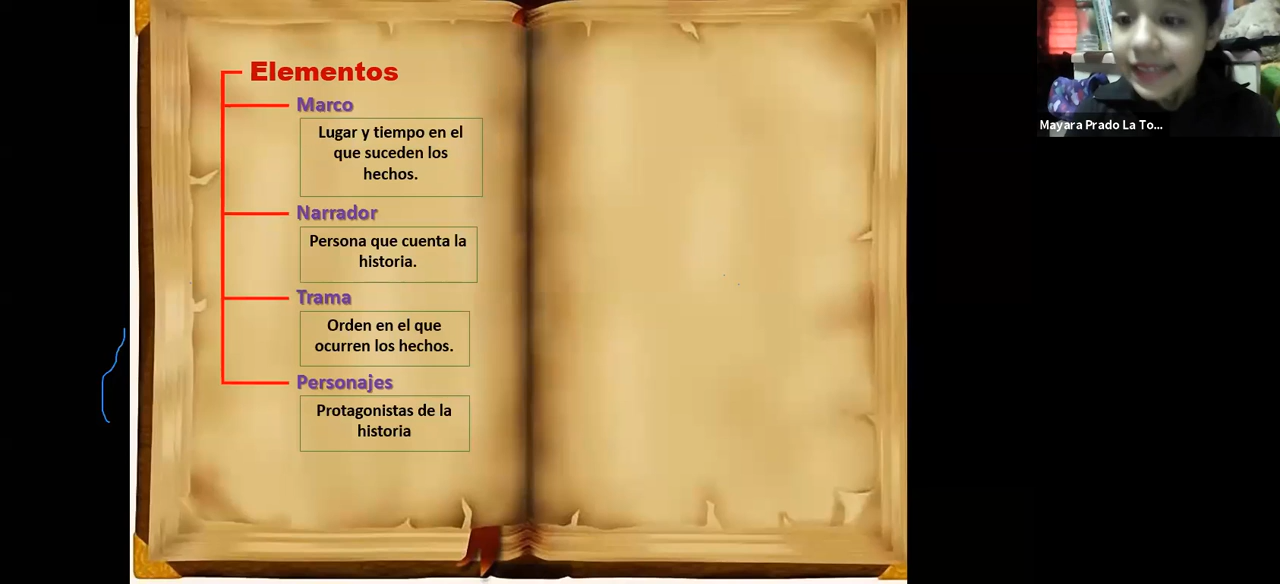 Elementos
Marco
Lugar y tiempo en el
que suceden los
hechos.
Narrador
Persona que cuenta la
historia.
Trama
Orden en el que
ocurren los hechos.
Personajes
Protagonistas de la
historia
Mayara Prado La To...